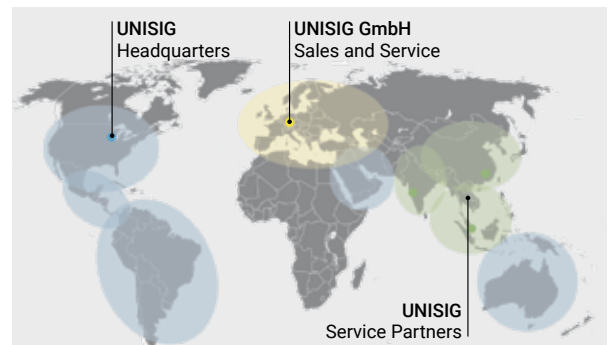 UNISIG
Headquarters
UNISIG GmbH
Sales and Service
UNISIG
Service Partners